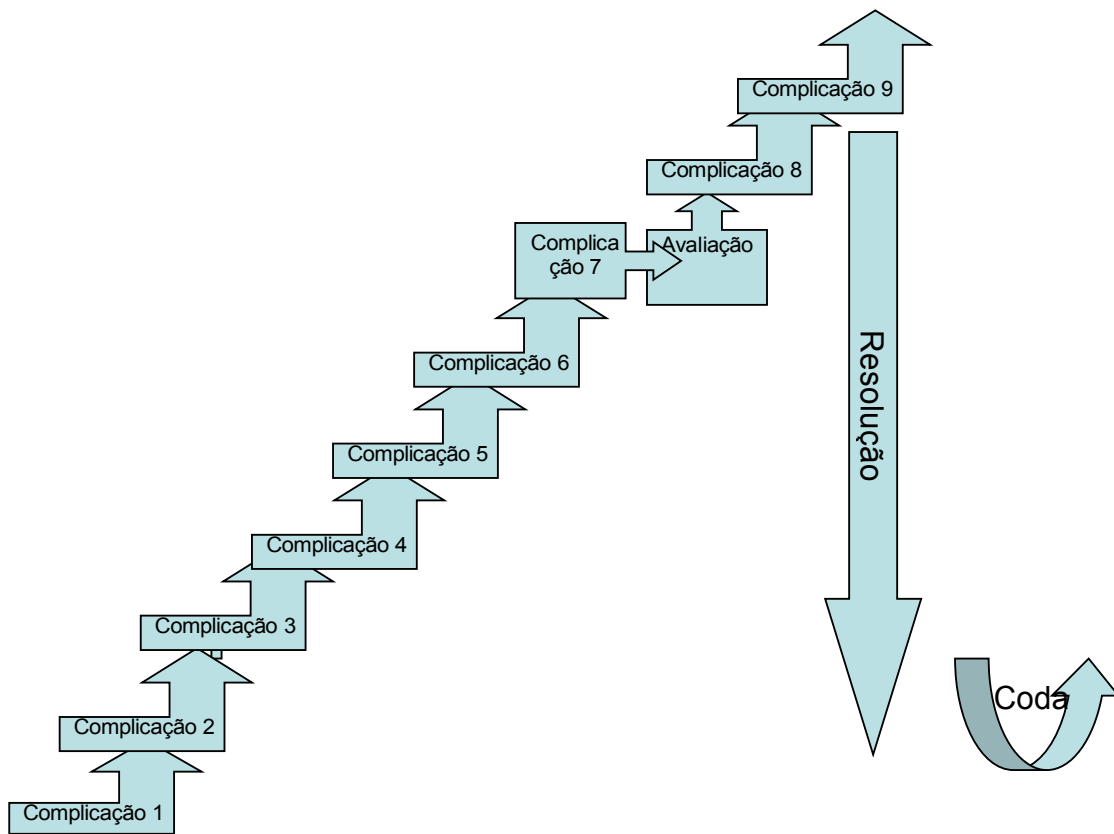 Complicação 9
Complicação 8
Complica
ção 7
Avaliação
Complicação 6
Resolução
Complicação 5
Complicação 4
Complicação 3
Coda
Complicação 2
Complicação 1